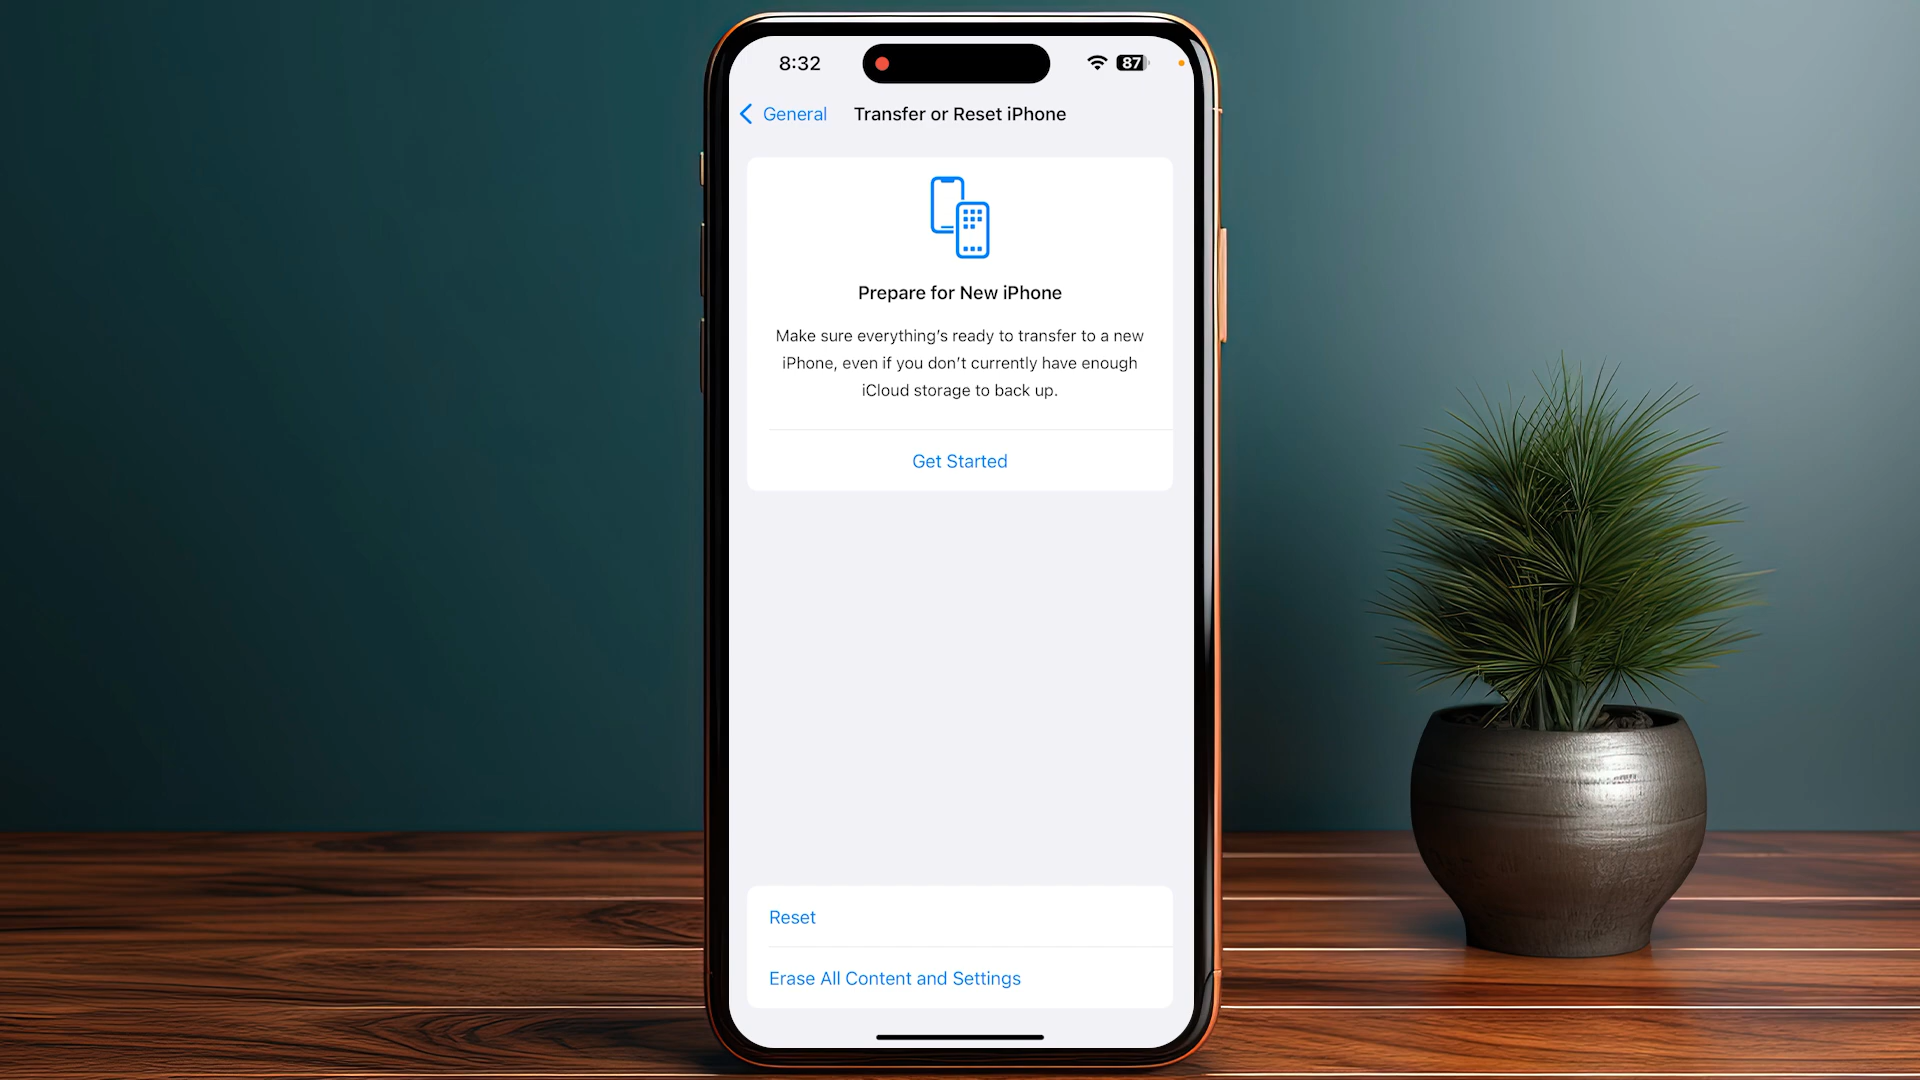 8:32
87
General
Transfer or Reset iPhone
Prepare for New iPhone
Make sure everything’s ready to transfer to a new
iPhone, even if you don’t currently have enough
iCloud storage to back up.
Get Started
Reset
Erase All Content and Settings